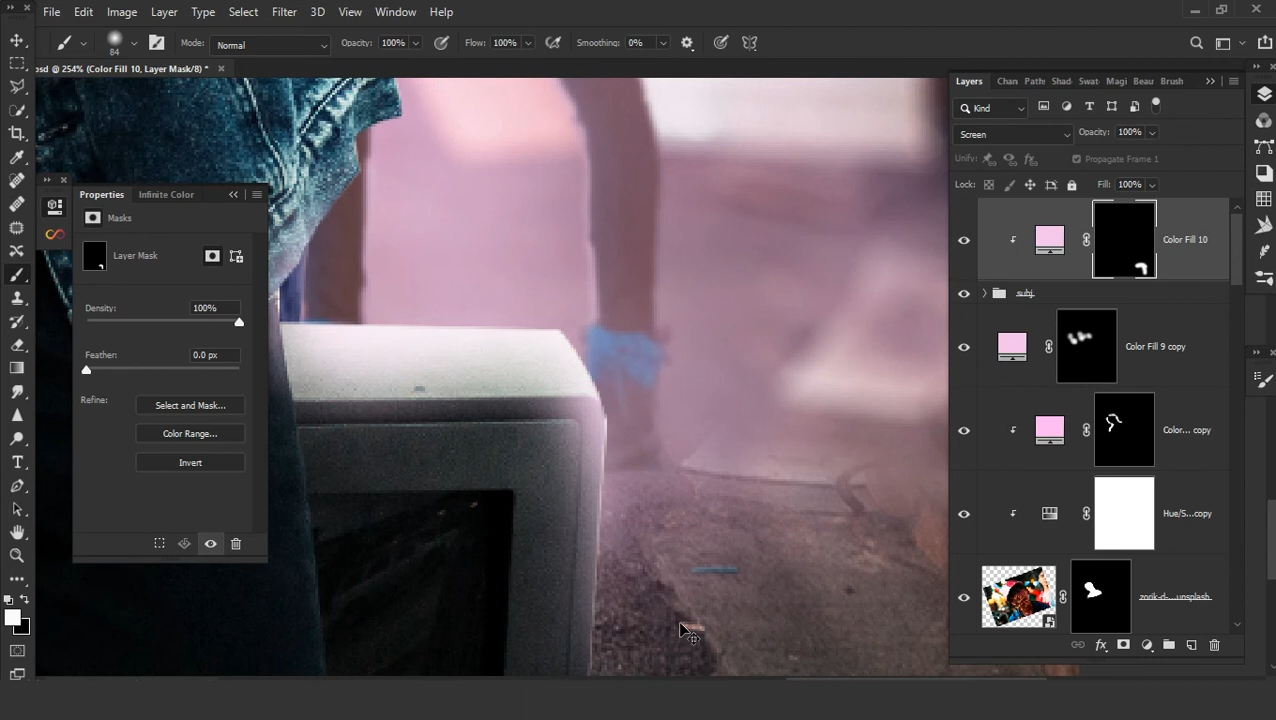 File Edit Image Layer Type Select Filter 3D View Window Help
84 Mode: Normal Opacity: 100% Flow: 100% Smoothing: 0%
osd @ 254% (Color Fill 10, Layer Mask/8) *
Layers Chan Paths Shad Swat Magi Beau Brush
Kind
Screen Opacity: 100%
Unify: Propagate Frame 1
Lock: Fill: 100%
Color Fill 10
subj
Color Fill 9 copy
Color... copy
Hue/S...copy
zorik-d-...unsplash
Properties Infinite Color
Masks
Layer Mask
Density: 100%
Feather: 0.0 px
Refine: Select and Mask...
Color Range...
Invert